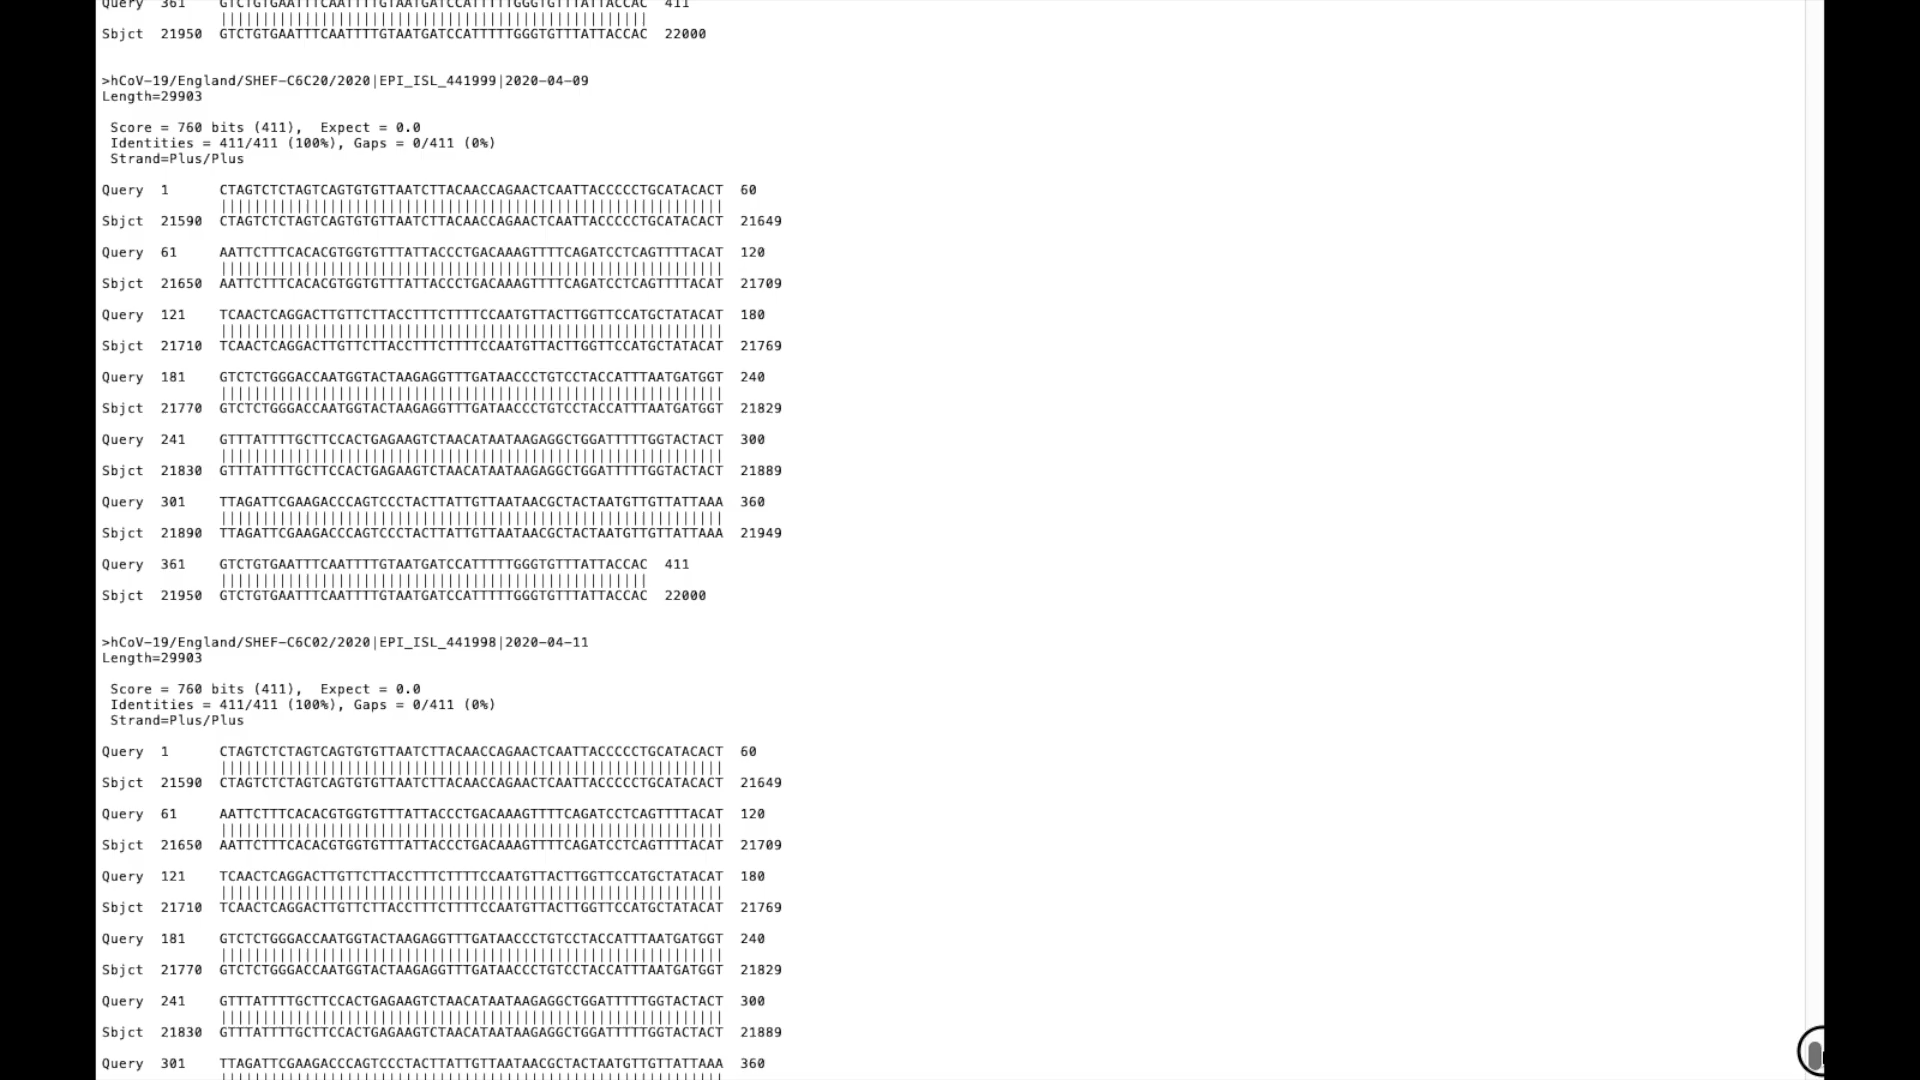 Query  361    GTCTGTGAATTTCAATTTTGTAATGATCCATTTTTGGGTGTTTATTACCAC  411
|||||||||||||||||||||||||||||||||||||||||||||||||||
Sbjct  21950  GTCTGTGAATTTCAATTTTGTAATGATCCATTTTTGGGTGTTTATTACCAC  22000
>hCoV-19/England/SHEF-C6C20/2020|EPI_ISL_441999|2020-04-09
Length=29903
Score = 760 bits (411),  Expect = 0.0
Identities = 411/411 (100%), Gaps = 0/411 (0%)
Strand=Plus/Plus
Query  1      CTAGTCTCTAGTCAGTGTGTTAATCTTACAACCAGAACTCAATTACCCCCTGCATACACT  60
||||||||||||||||||||||||||||||||||||||||||||||||||||||||||||
Sbjct  21590  CTAGTCTCTAGTCAGTGTGTTAATCTTACAACCAGAACTCAATTACCCCCTGCATACACT  21649
Query  61     AATTCTTTCACACGTGGTGTTTATTACCCTGACAAAGTTTTCAGATCCTCAGTTTTACAT  120
||||||||||||||||||||||||||||||||||||||||||||||||||||||||||||
Sbjct  21650  AATTCTTTCACACGTGGTGTTTATTACCCTGACAAAGTTTTCAGATCCTCAGTTTTACAT  21709
Query  121    TCAACTCAGGACTTGTTCTTACCTTTCTTTTCCAATGTTACTTGGTTCCATGCTATACAT  180
||||||||||||||||||||||||||||||||||||||||||||||||||||||||||||
Sbjct  21710  TCAACTCAGGACTTGTTCTTACCTTTCTTTTCCAATGTTACTTGGTTCCATGCTATACAT  21769
Query  181    GTCTCTGGGACCAATGGTACTAAGAGGTTTGATAACCCTGTCCTACCATTTAATGATGGT  240
||||||||||||||||||||||||||||||||||||||||||||||||||||||||||||
Sbjct  21770  GTCTCTGGGACCAATGGTACTAAGAGGTTTGATAACCCTGTCCTACCATTTAATGATGGT  21829
Query  241    GTTTATTTTGCTTCCACTGAGAAGTCTAACATAATAAGAGGCTGGATTTTTGGTACTACT  300
||||||||||||||||||||||||||||||||||||||||||||||||||||||||||||
Sbjct  21830  GTTTATTTTGCTTCCACTGAGAAGTCTAACATAATAAGAGGCTGGATTTTTGGTACTACT  21889
Query  301    TTAGATTCGAAGACCCAGTCCCTACTTATTGTTAATAACGCTACTAATGTTGTTATTAAA  360
||||||||||||||||||||||||||||||||||||||||||||||||||||||||||||
Sbjct  21890  TTAGATTCGAAGACCCAGTCCCTACTTATTGTTAATAACGCTACTAATGTTGTTATTAAA  21949
Query  361    GTCTGTGAATTTCAATTTTGTAATGATCCATTTTTGGGTGTTTATTACCAC  411
|||||||||||||||||||||||||||||||||||||||||||||||||||
Sbjct  21950  GTCTGTGAATTTCAATTTTGTAATGATCCATTTTTGGGTGTTTATTACCAC  22000
>hCoV-19/England/SHEF-C6C02/2020|EPI_ISL_441998|2020-04-11
Length=29903
Score = 760 bits (411),  Expect = 0.0
Identities = 411/411 (100%), Gaps = 0/411 (0%)
Strand=Plus/Plus
Query  1      CTAGTCTCTAGTCAGTGTGTTAATCTTACAACCAGAACTCAATTACCCCCTGCATACACT  60
||||||||||||||||||||||||||||||||||||||||||||||||||||||||||||
Sbjct  21590  CTAGTCTCTAGTCAGTGTGTTAATCTTACAACCAGAACTCAATTACCCCCTGCATACACT  21649
Query  61     AATTCTTTCACACGTGGTGTTTATTACCCTGACAAAGTTTTCAGATCCTCAGTTTTACAT  120
||||||||||||||||||||||||||||||||||||||||||||||||||||||||||||
Sbjct  21650  AATTCTTTCACACGTGGTGTTTATTACCCTGACAAAGTTTTCAGATCCTCAGTTTTACAT  21709
Query  121    TCAACTCAGGACTTGTTCTTACCTTTCTTTTCCAATGTTACTTGGTTCCATGCTATACAT  180
||||||||||||||||||||||||||||||||||||||||||||||||||||||||||||
Sbjct  21710  TCAACTCAGGACTTGTTCTTACCTTTCTTTTCCAATGTTACTTGGTTCCATGCTATACAT  21769
Query  181    GTCTCTGGGACCAATGGTACTAAGAGGTTTGATAACCCTGTCCTACCATTTAATGATGGT  240
||||||||||||||||||||||||||||||||||||||||||||||||||||||||||||
Sbjct  21770  GTCTCTGGGACCAATGGTACTAAGAGGTTTGATAACCCTGTCCTACCATTTAATGATGGT  21829
Query  241    GTTTATTTTGCTTCCACTGAGAAGTCTAACATAATAAGAGGCTGGATTTTTGGTACTACT  300
||||||||||||||||||||||||||||||||||||||||||||||||||||||||||||
Sbjct  21830  GTTTATTTTGCTTCCACTGAGAAGTCTAACATAATAAGAGGCTGGATTTTTGGTACTACT  21889
Query  301    TTAGATTCGAAGACCCAGTCCCTACTTATTGTTAATAACGCTACTAATGTTGTTATTAAA  360
||||||||||||||||||||||||||||||||||||||||||||||||||||||||||||